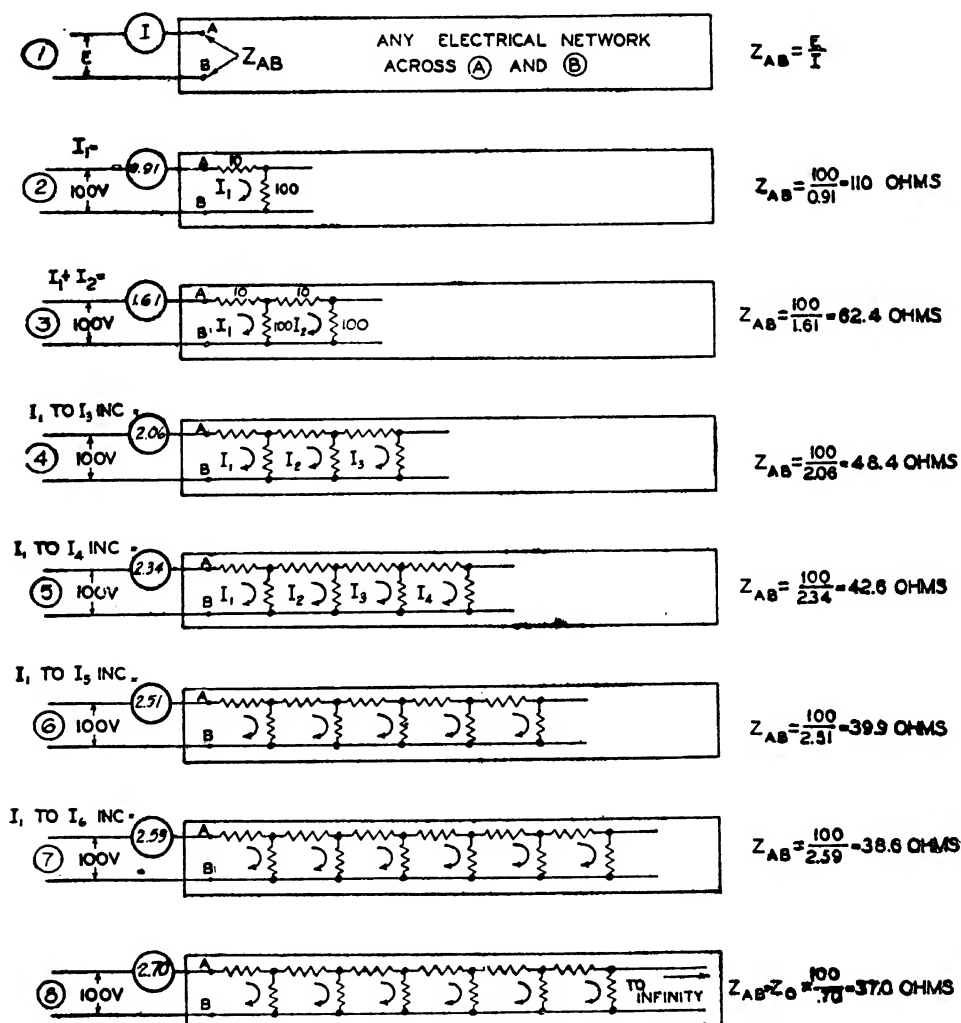 ① E I A B Z_AB ANY ELECTRICAL NETWORK
ACROSS Ⓐ AND Ⓑ
Z_AB = E/I
I₁=
② 100V 0.91 A B 10 I₁ 100
Z_AB = 100/0.91 = 110 OHMS
I₁+ I₂=
③ 100V 1.61 A B 10 10 I₁ 100 I₂ 100
Z_AB = 100/1.61 = 62.4 OHMS
I₁ TO I₃ INC =
④ 100V 2.06 A B I₁ I₂ I₃
Z_AB = 100/2.06 = 48.4 OHMS
I₁ TO I₄ INC =
⑤ 100V 2.34 A B I₁ I₂ I₃ I₄
Z_AB = 100/2.34 = 42.6 OHMS
I₁ TO I₅ INC =
⑥ 100V 2.51 A B
Z_AB = 100/2.51 = 39.9 OHMS
I₁ TO I₆ INC =
⑦ 100V 2.59 A B
Z_AB = 100/2.59 = 38.6 OHMS
⑧ 100V 2.70 A B TO
INFINITY
Z_AB = Z_O = 100/.70 = 37.0 OHMS